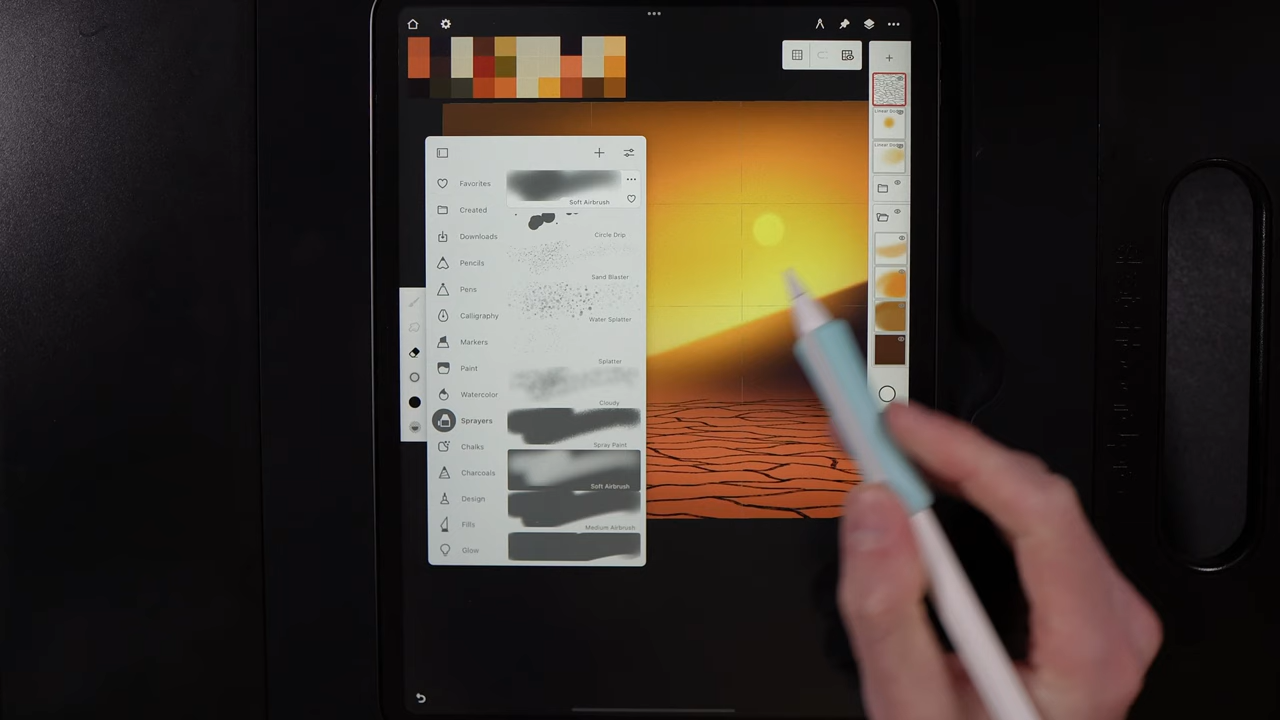 Favorites
Soft Airbrush
Created
Downloads
Circle Drip
Pencils
Sand Blaster
Pens
Calligraphy
Water Splatter
Markers
Splatter
Paint
Watercolor
Cloudy
Sprayers
Spray Paint
Chalks
Charcoals
Soft Airbrush
Design
Fills
Medium Airbrush
Glow